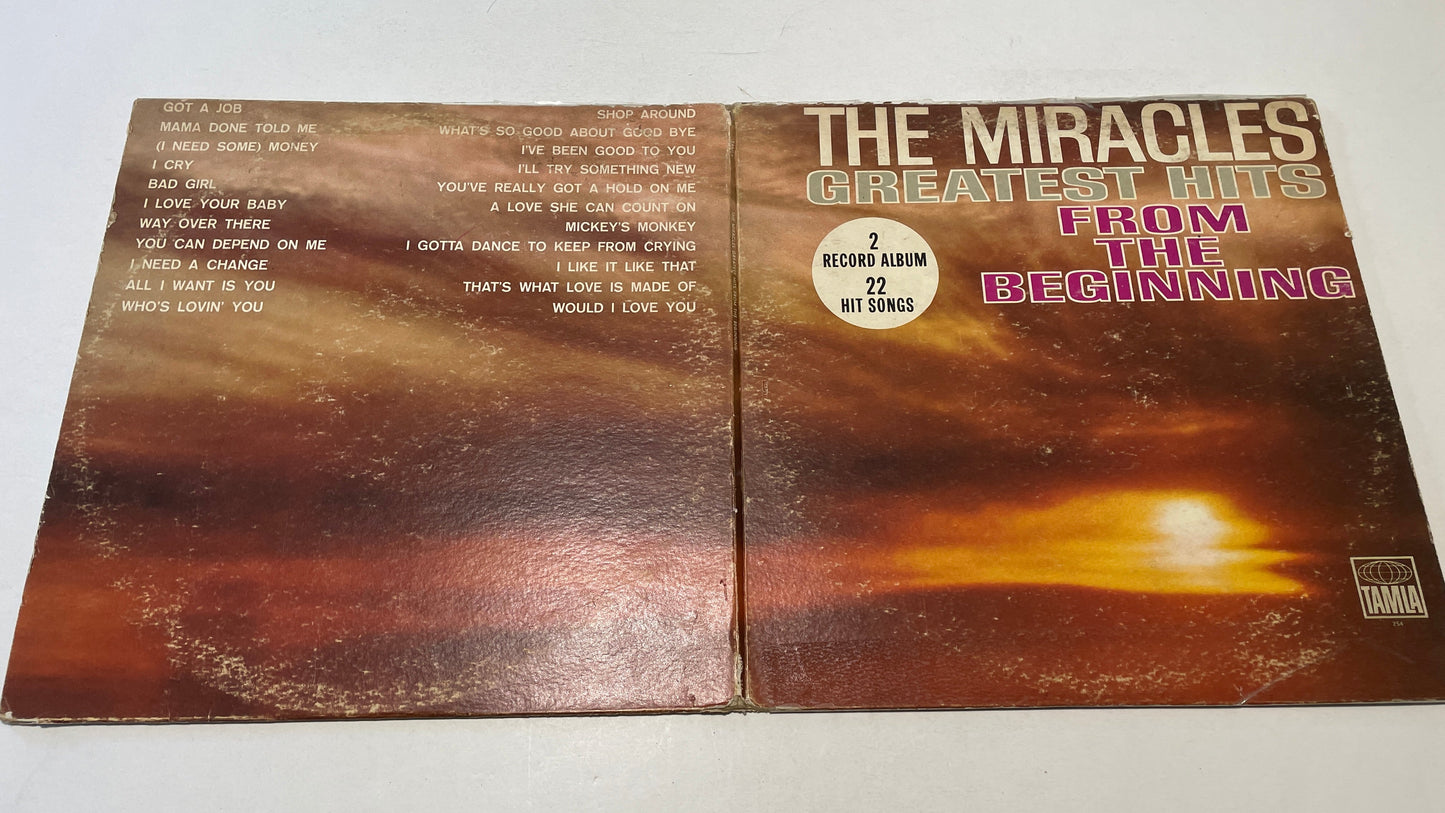 GOT A JOB
MAMA DONE TOLD ME
(I NEED SOME) MONEY
I CRY
BAD GIRL
I LOVE YOUR BABY
WAY OVER THERE
YOU CAN DEPEND ON ME
I NEED A CHANGE
ALL I WANT IS YOU
WHO'S LOVIN' YOU
SHOP AROUND
WHAT'S SO GOOD ABOUT GOOD BYE
I'VE BEEN GOOD TO YOU
I'LL TRY SOMETHING NEW
YOU'VE REALLY GOT A HOLD ON ME
A LOVE SHE CAN COUNT ON
MICKEY'S MONKEY
I GOTTA DANCE TO KEEP FROM CRYING
I LIKE IT LIKE THAT
THAT'S WHAT LOVE IS MADE OF
WOULD I LOVE YOU
THE MIRACLES
GREATEST HITS
FROM
THE
BEGINNING
2
RECORD ALBUM
22
HIT SONGS
TAMLA
254